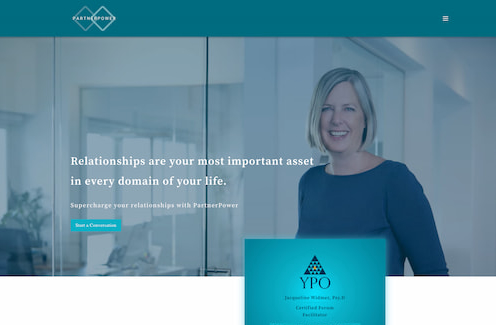 PARTNERPOWER
Relationships are your most important asset
in every domain of your life.
Supercharge your relationships with PartnerPower
Start a Conversation
YPO
Jacqueline Widmer, Psy.D
Certified Forum
Facilitator